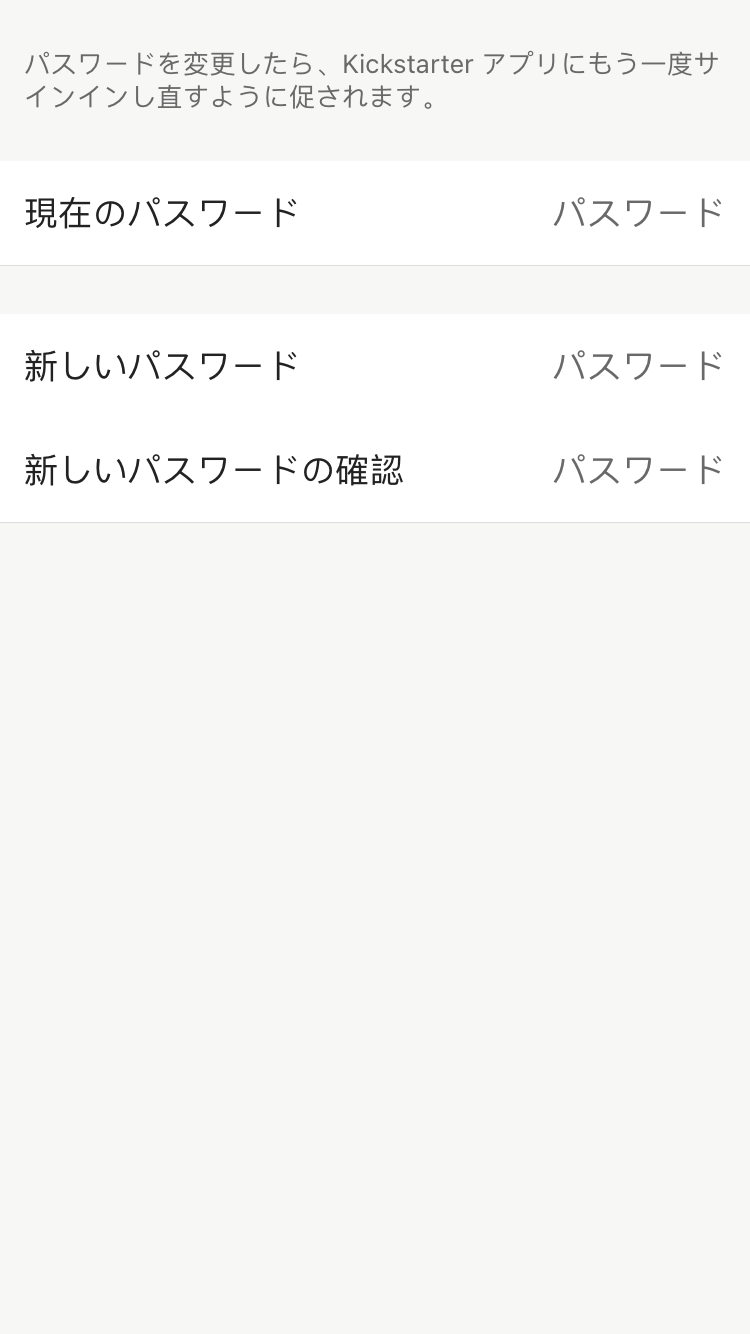 パスワードを変更したら、Kickstarter アプリにもう一度サ
インインし直すように促されます。
現在のパスワード パスワード
新しいパスワード パスワード
新しいパスワードの確認 パスワード